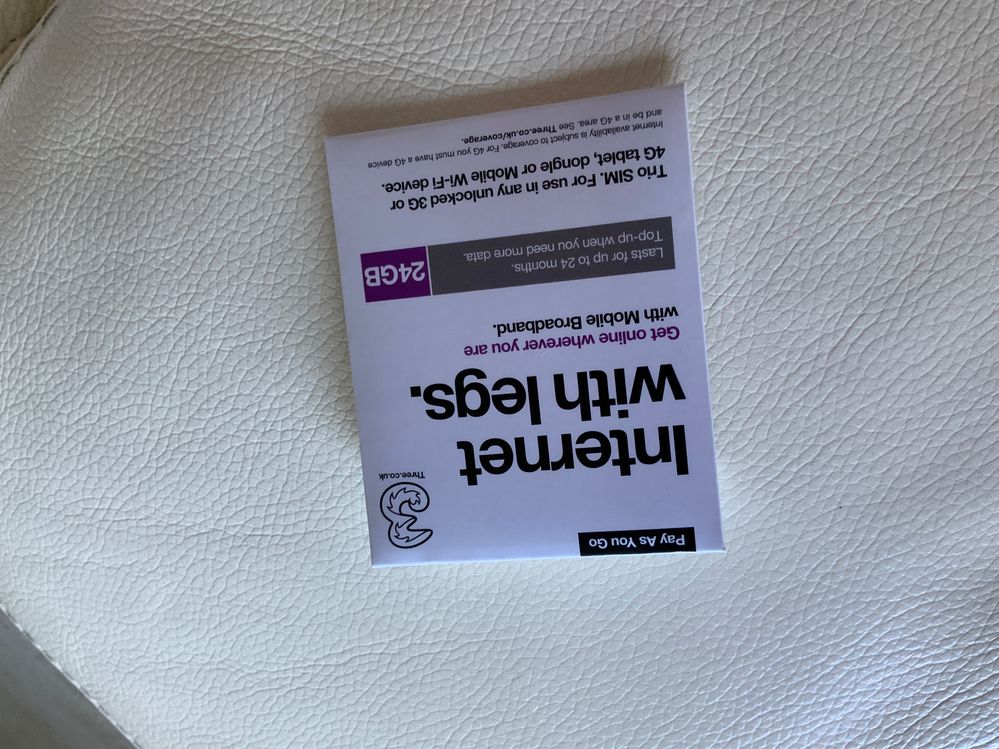 Pay As You Go
Three.co.uk
Internet
with legs.
Get online wherever you are
with Mobile Broadband.
Lasts for up to 24 months.
Top-up when you need more data.
24GB
Trio SIM. For use in any unlocked 3G or
4G tablet, dongle or Mobile Wi-Fi device.
Internet availability is subject to coverage. For 4G you must have a 4G device
and be in a 4G area. See Three.co.uk/coverage.